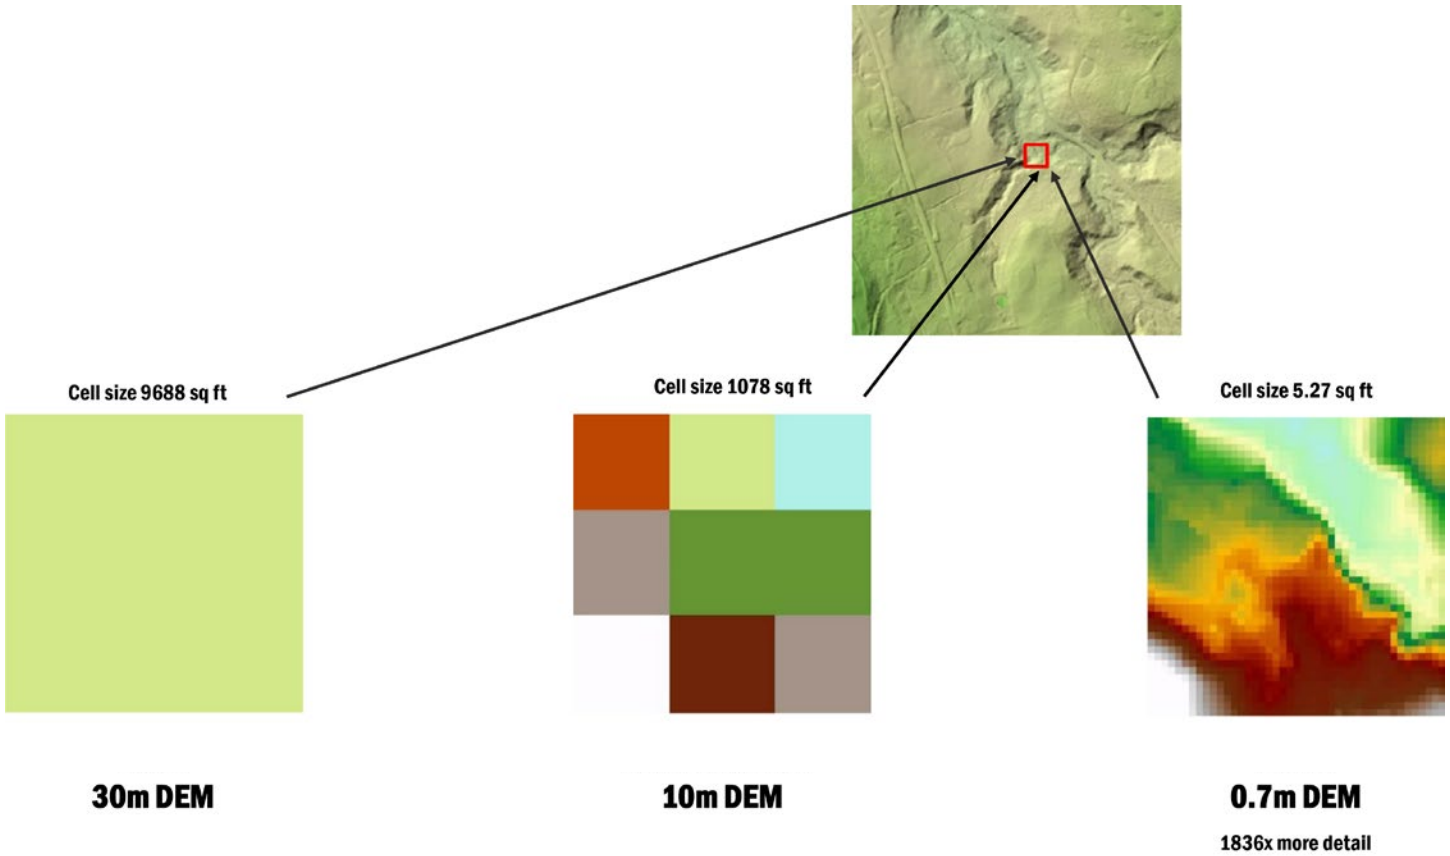 Cell size 9688 sq ft
Cell size 1078 sq ft
Cell size 5.27 sq ft
30m DEM
10m DEM
0.7m DEM
1836x more detail